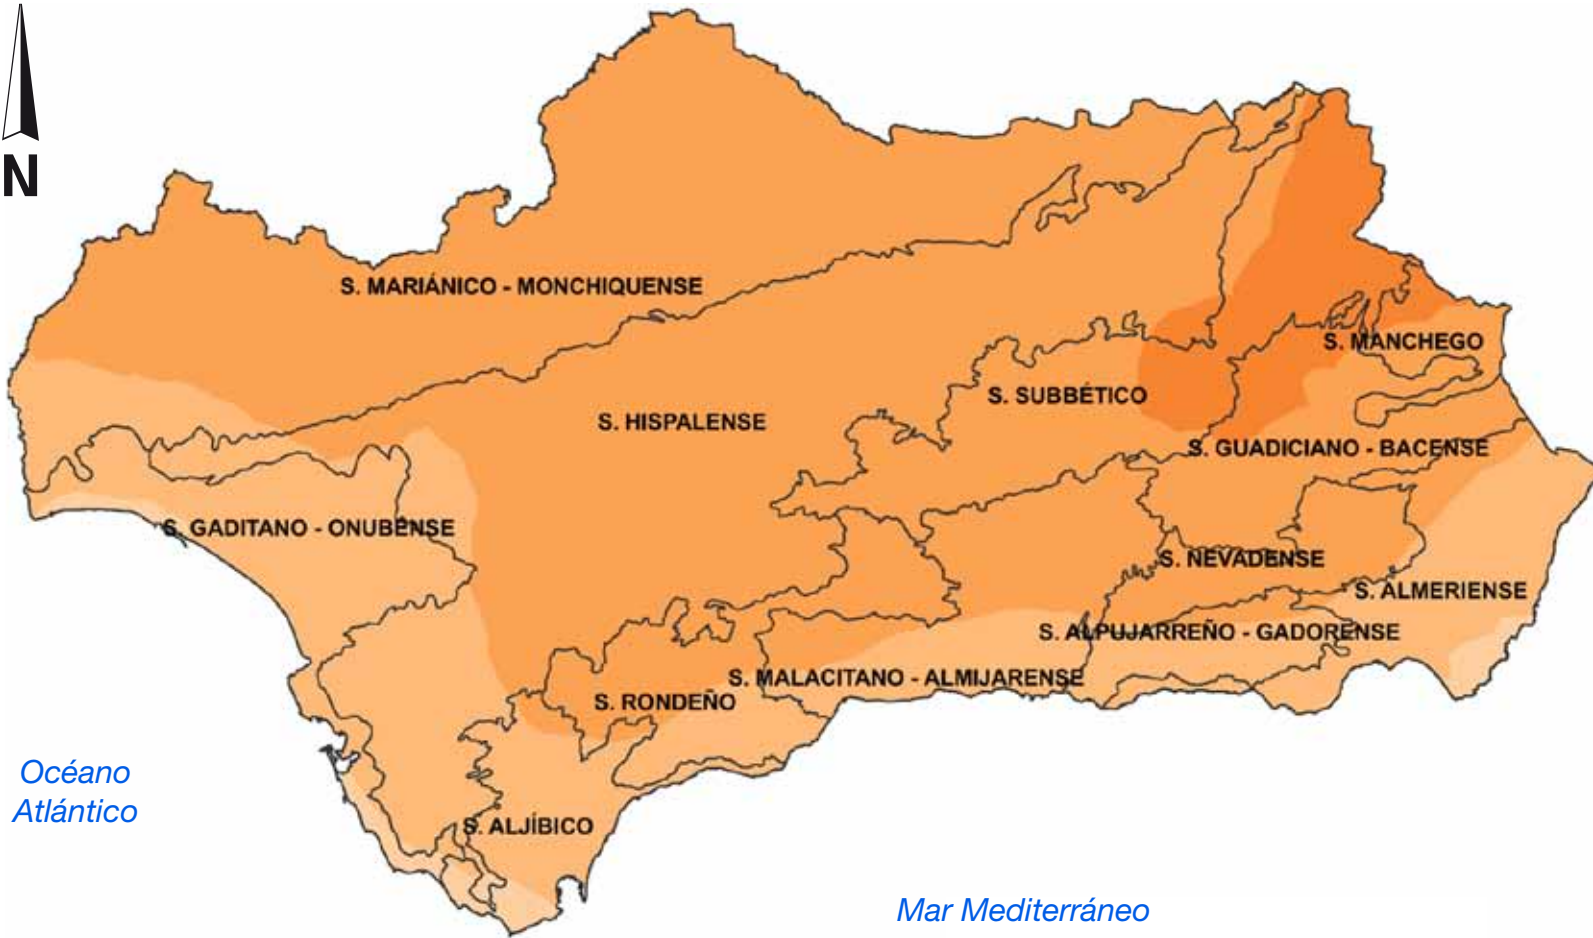 N
S. MARIÁNICO - MONCHIQUENSE
S. MANCHEGO
S. SUBBÉTICO
S. HISPALENSE
S. GUADICIANO - BACENSE
S. GADITANO - ONUBENSE
S. NEVADENSE
S. ALMERIENSE
S. ALPUJARREÑO - GADORENSE
S. MALACITANO - ALMIJARENSE
S. RONDEÑO
Océano
Atlántico
S. ALJÍBICO
Mar Mediterráneo